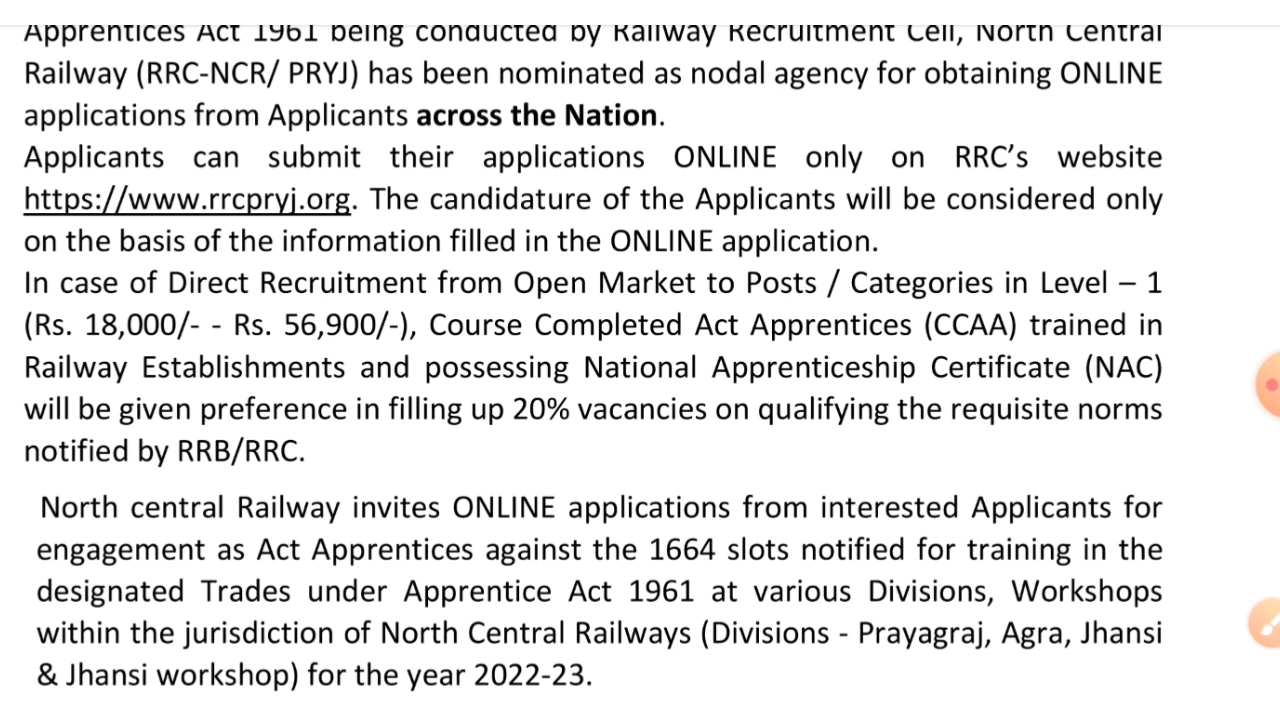 Apprentices Act 1961 being conducted by Railway Recruitment Cell, North Central
Railway (RRC-NCR/ PRYJ) has been nominated as nodal agency for obtaining ONLINE
applications from Applicants across the Nation.
Applicants can submit their applications ONLINE only on RRC’s website
https://www.rrcpryj.org. The candidature of the Applicants will be considered only
on the basis of the information filled in the ONLINE application.
In case of Direct Recruitment from Open Market to Posts / Categories in Level – 1
(Rs. 18,000/- - Rs. 56,900/-), Course Completed Act Apprentices (CCAA) trained in
Railway Establishments and possessing National Apprenticeship Certificate (NAC)
will be given preference in filling up 20% vacancies on qualifying the requisite norms
notified by RRB/RRC.
North central Railway invites ONLINE applications from interested Applicants for
engagement as Act Apprentices against the 1664 slots notified for training in the
designated Trades under Apprentice Act 1961 at various Divisions, Workshops
within the jurisdiction of North Central Railways (Divisions - Prayagraj, Agra, Jhansi
& Jhansi workshop) for the year 2022-23.